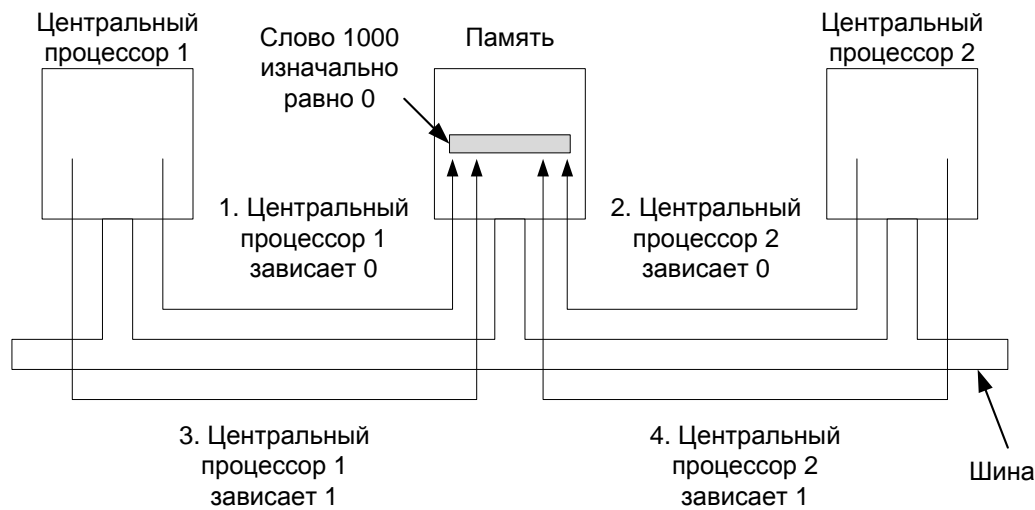 Центральный
процессор 1
Слово 1000
изначально
равно 0
Память
Центральный
процессор 2
1. Центральный
процессор 1
зависает 0
2. Центральный
процессор 2
зависает 0
3. Центральный
процессор 1
зависает 1
4. Центральный
процессор 2
зависает 1
Шина